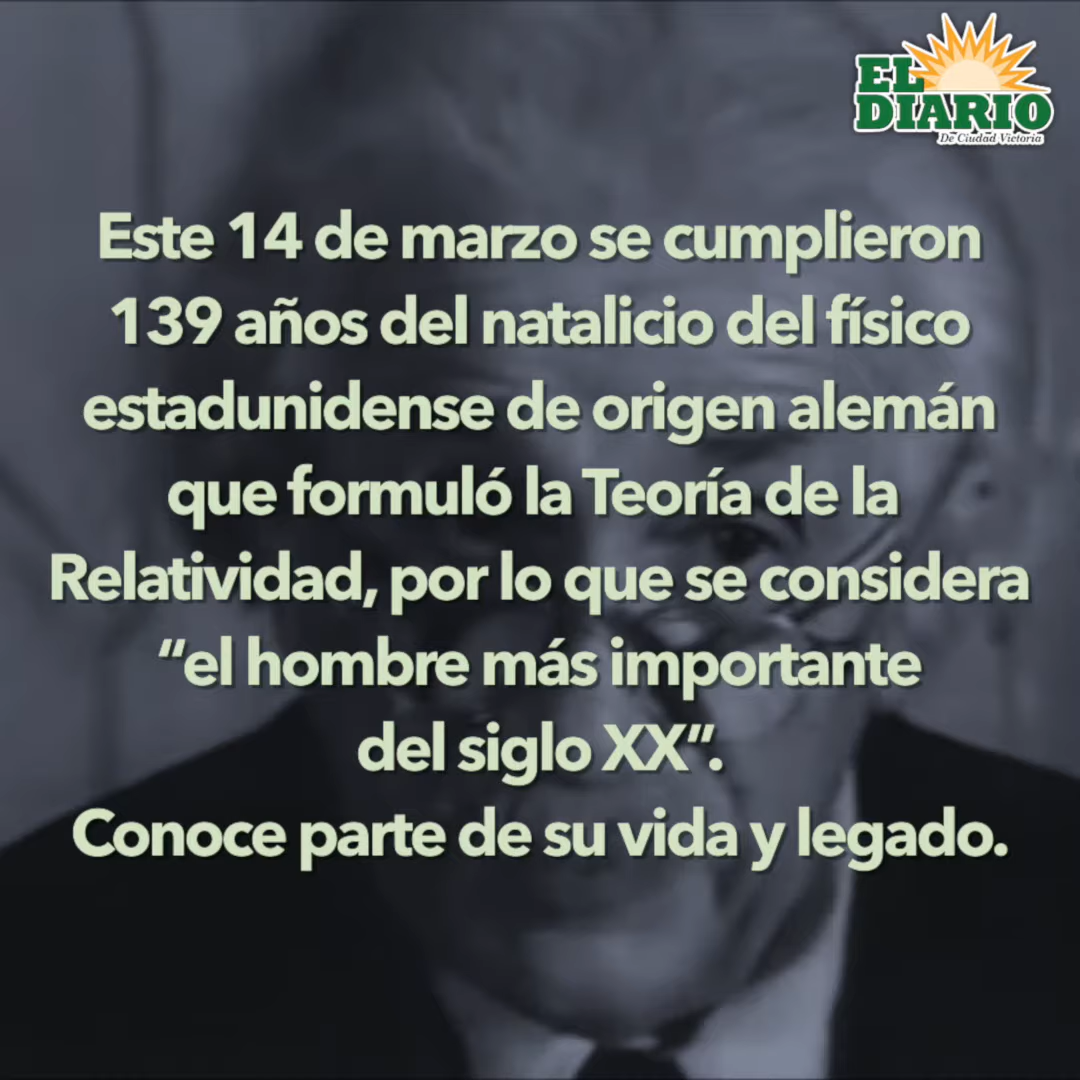 EL
DIARIO
De Ciudad Victoria
Este 14 de marzo se cumplieron
139 años del natalicio del físico
estadunidense de origen alemán
que formuló la Teoría de la
Relatividad, por lo que se considera
“el hombre más importante
del siglo XX”.
Conoce parte de su vida y legado.